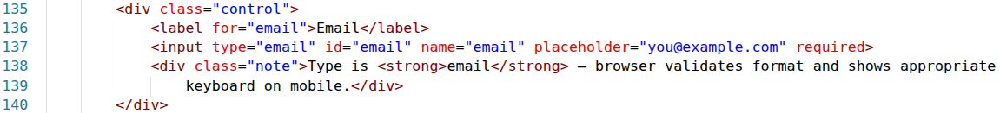 135 <div class="control">
136 <label for="email">Email</label>
137 <input type="email" id="email" name="email" placeholder="you@example.com" required>
138 <div class="note">Type is <strong>email</strong> — browser validates format and shows appropriate
139 keyboard on mobile.</div>
140 </div>